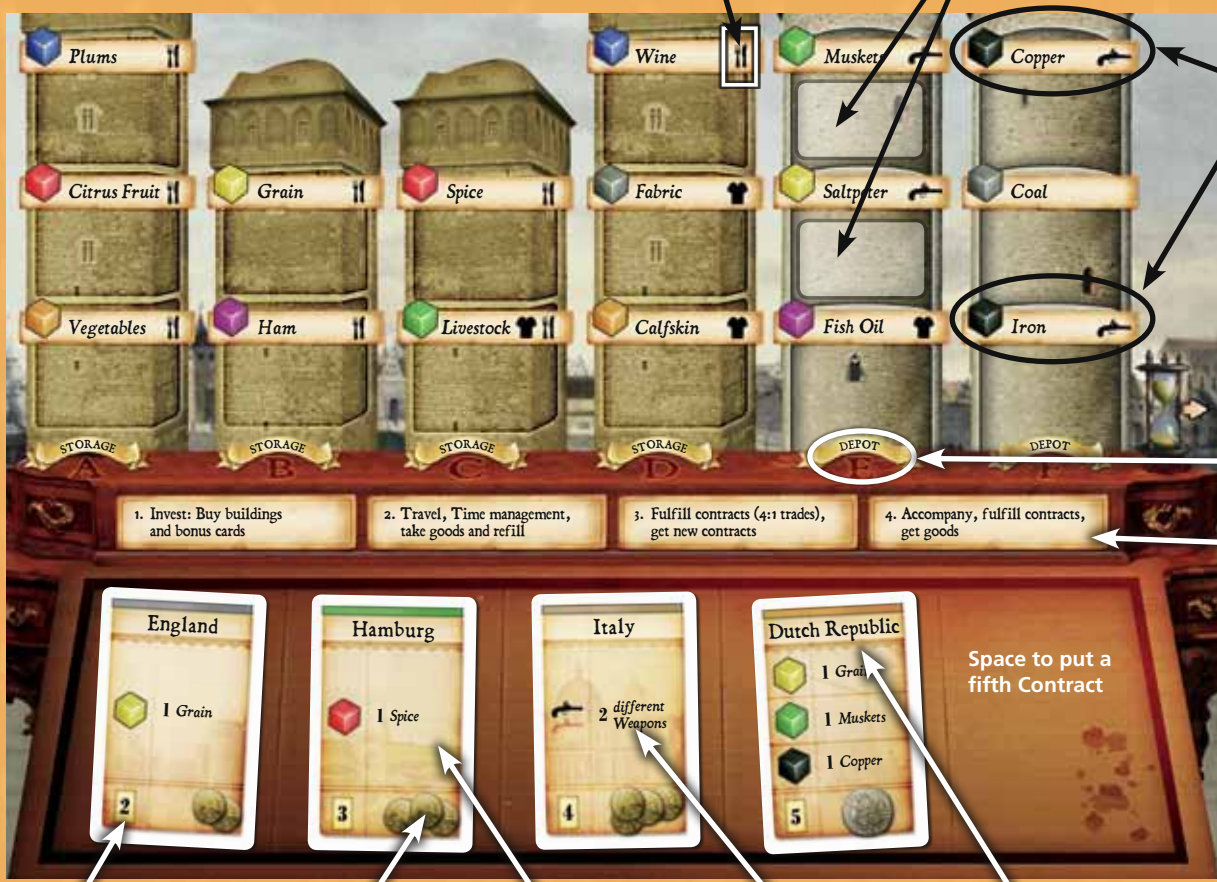 Plums
Wine
Muskets
Copper
Citrus Fruit
Grain
Spice
Fabric
Saltpeter
Coal
Vegetables
Ham
Livestock
Calfskin
Fish Oil
Iron
STORAGE
STORAGE
STORAGE
STORAGE
DEPOT
DEPOT
A
B
C
D
E
F
1. Invest: Buy buildings
and bonus cards
2. Travel, Time management,
take goods and refill
3. Fulfill contracts (4:1 trades),
get new contracts
4. Accompany, fulfill contracts,
get goods
England
1 Grain
2
Hamburg
1 Spice
3
Italy
2 different
Weapons
4
Dutch Republic
1 Grain
1 Muskets
1 Copper
5
Space to put a
fifth Contract